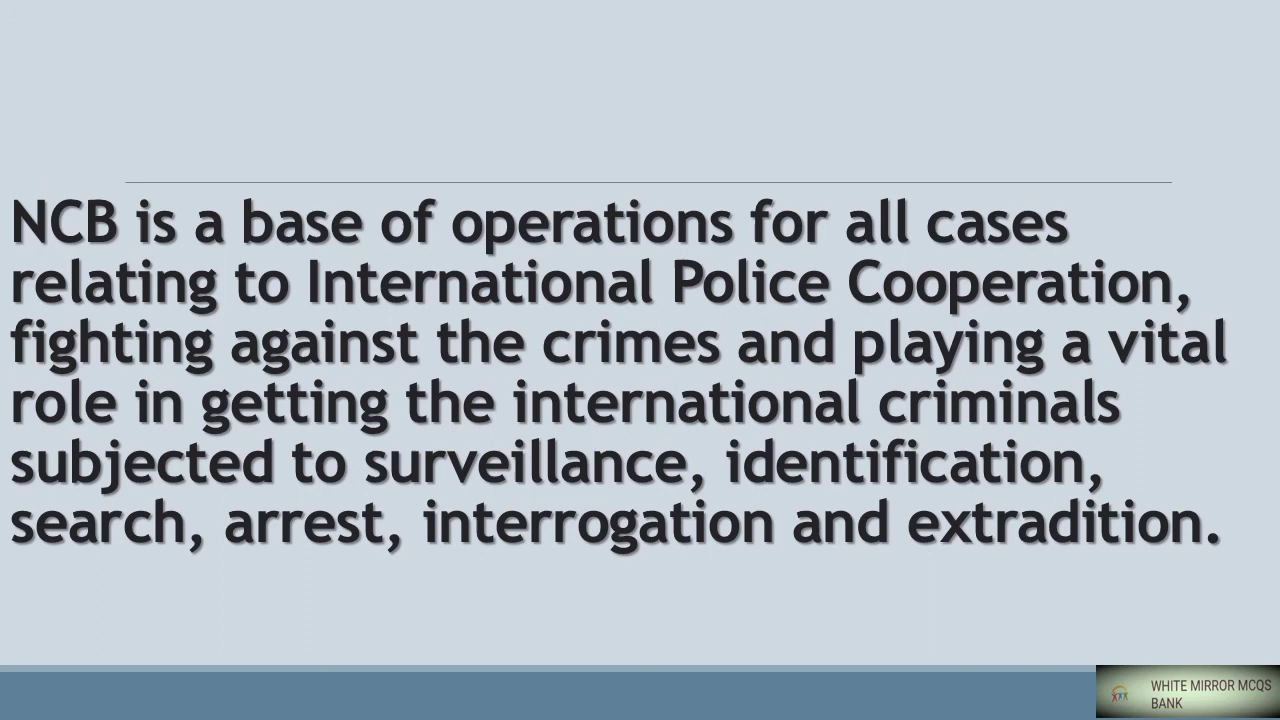 NCB is a base of operations for all cases
relating to International Police Cooperation,
fighting against the crimes and playing a vital
role in getting the international criminals
subjected to surveillance, identification,
search, arrest, interrogation and extradition.
WHITE MIRROR MCQS
BANK